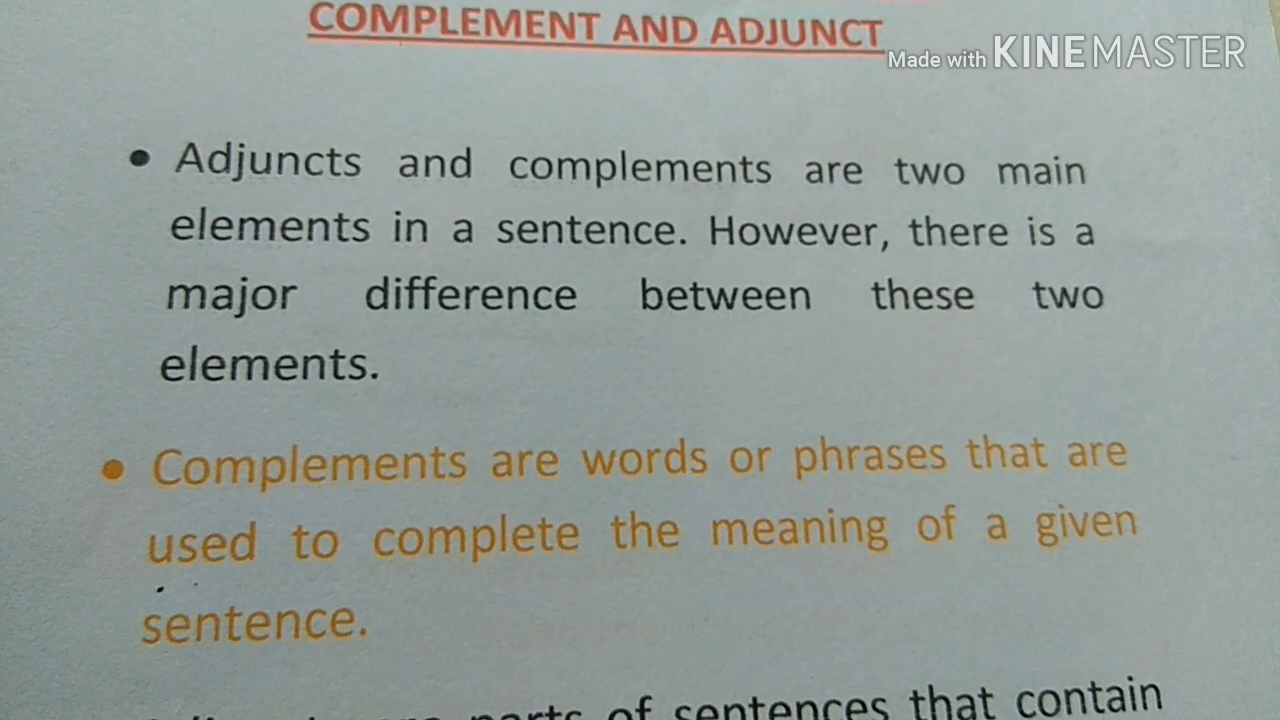 COMPLEMENT AND ADJUNCT
Made with KINEMASTER
• Adjuncts and complements are two main
elements in a sentence. However, there is a
major difference between these two
elements.
• Complements are words or phrases that are
used to complete the meaning of a given
sentence.
parts of sentences that contain